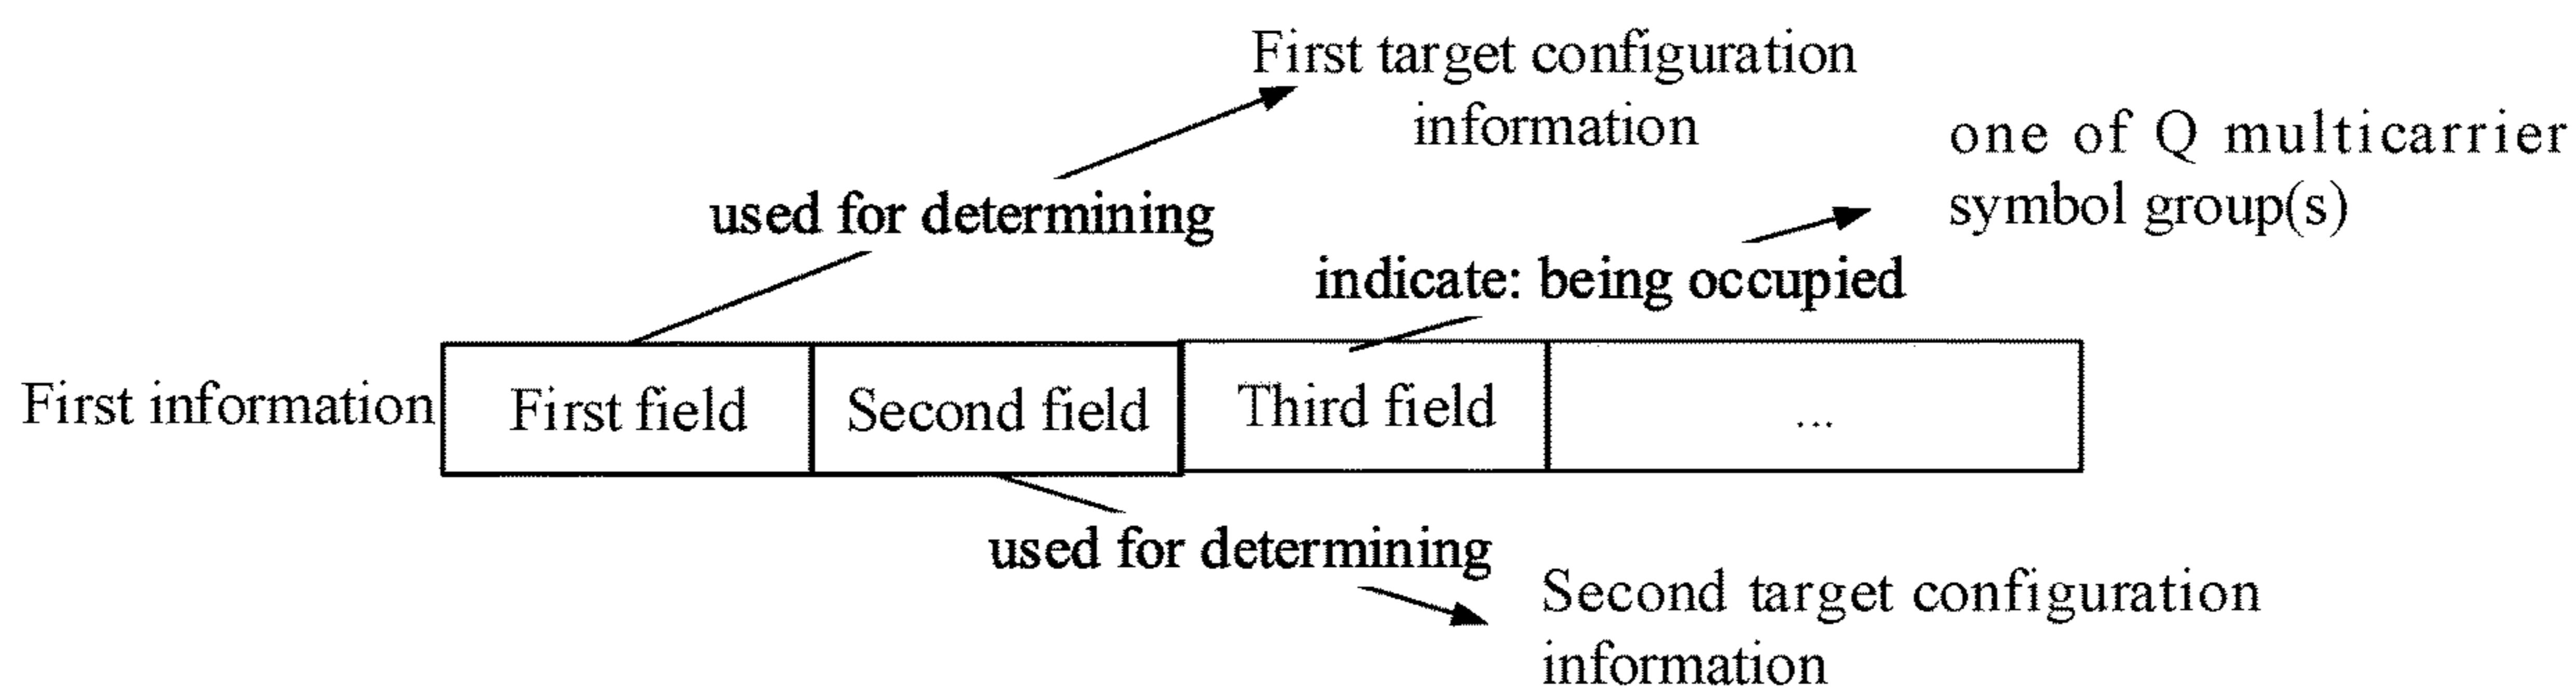 First target configuration
information
one of Q multicarrier
symbol group(s)
used for determining
indicate: being occupied
First information
First field
Second field
Third field
...
used for determining
Second target configuration
information